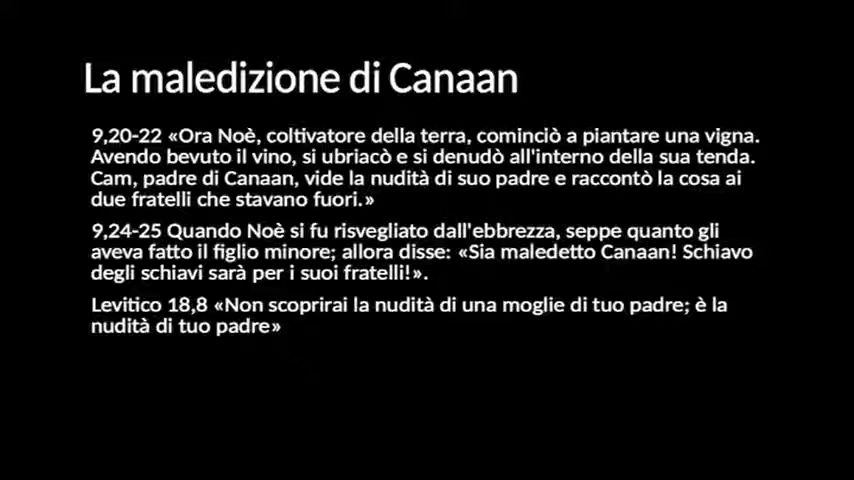 La maledizione di Canaan
9,20-22 «Ora Noè, coltivatore della terra, cominciò a piantare una vigna.
Avendo bevuto il vino, si ubriacò e si denudò all'interno della sua tenda.
Cam, padre di Canaan, vide la nudità di suo padre e raccontò la cosa ai
due fratelli che stavano fuori.»
9,24-25 Quando Noè si fu risvegliato dall'ebbrezza, seppe quanto gli
aveva fatto il figlio minore; allora disse: «Sia maledetto Canaan! Schiavo
degli schiavi sarà per i suoi fratelli!».
Levitico 18,8 «Non scoprirai la nudità di una moglie di tuo padre; è la
nudità di tuo padre»